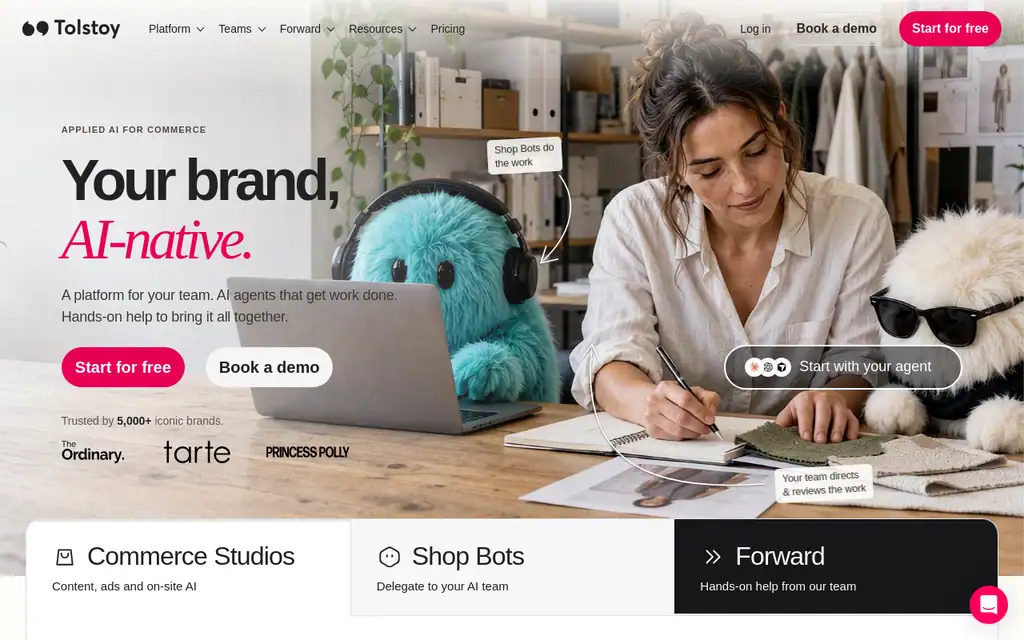 Tolstoy
Platform
Teams
Forward
Resources
Pricing
Log in
Book a demo
Start for free
APPLIED AI FOR COMMERCE
Your brand,
AI-native.
A platform for your team. AI agents that get work done.
Hands-on help to bring it all together.
Start for free
Book a demo
Trusted by 5,000+ iconic brands.
The
Ordinary.
tarte
PRINCESS POLLY
Shop Bots do
the work
Start with your agent
Your team directs
& reviews the work
Commerce Studios
Content, ads and on-site AI
Shop Bots
Delegate to your AI team
Forward
Hands-on help from our team